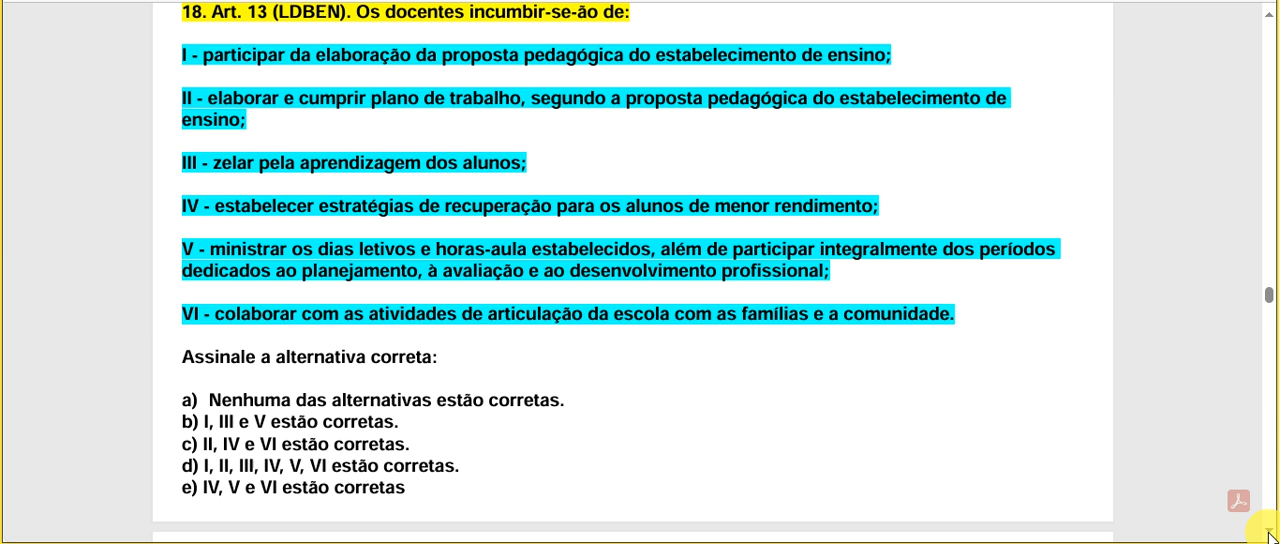 18. Art. 13 (LDBEN). Os docentes incumbir-se-ão de:
I - participar da elaboração da proposta pedagógica do estabelecimento de ensino;
II - elaborar e cumprir plano de trabalho, segundo a proposta pedagógica do estabelecimento de
ensino;
III - zelar pela aprendizagem dos alunos;
IV - estabelecer estratégias de recuperação para os alunos de menor rendimento;
V - ministrar os dias letivos e horas-aula estabelecidos, além de participar integralmente dos períodos
dedicados ao planejamento, à avaliação e ao desenvolvimento profissional;
VI - colaborar com as atividades de articulação da escola com as famílias e a comunidade.
Assinale a alternativa correta:
a) Nenhuma das alternativas estão corretas.
b) I, III e V estão corretas.
c) II, IV e VI estão corretas.
d) I, II, III, IV, V, VI estão corretas.
e) IV, V e VI estão corretas